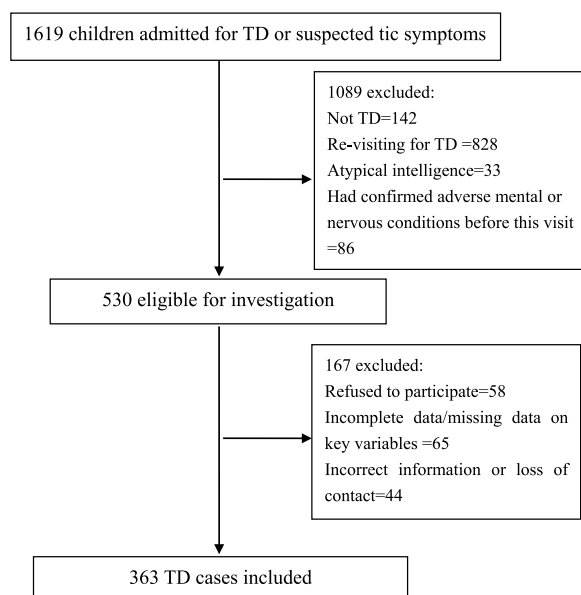 1619 children admitted for TD or suspected tic symptoms
1089 excluded:
Not TD=142
Re-visiting for TD =828
Atypical intelligence=33
Had confirmed adverse mental or
nervous conditions before this visit
=86
530 eligible for investigation
167 excluded:
Refused to participate=58
Incomplete data/missing data on
key variables =65
Incorrect information or loss of
contact=44
363 TD cases included